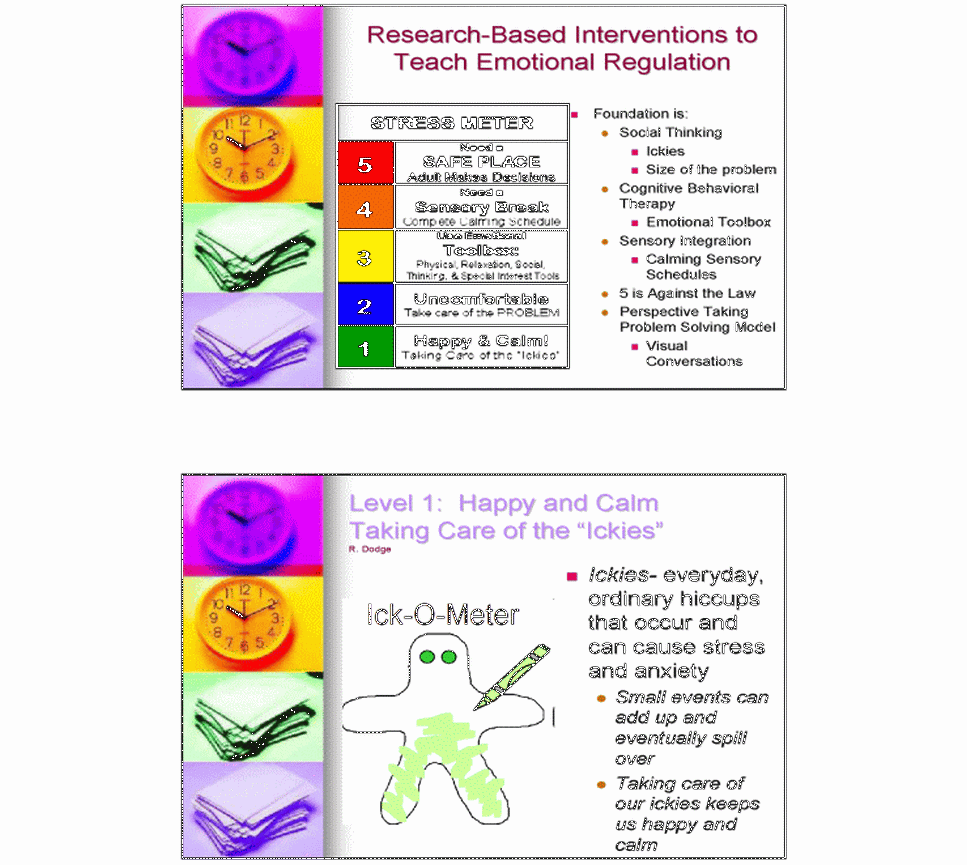 Research-Based Interventions to
Teach Emotional Regulation
STRESS METER
5
Need a
SAFE PLACE
Adult Makes Decisions
4
Need a
Sensory Break
Complete Calming Schedule
3
Use Emotional
Toolbox:
Physical, Relaxation, Social,
Thinking, & Special Interest Tools
2
Uncomfortable
Take care of the PROBLEM
1
Happy & Calm!
Taking Care of the "Ickies"
Foundation is:
Social Thinking
Ickies
Size of the problem
Cognitive Behavioral
Therapy
Emotional Toolbox
Sensory Integration
Calming Sensory
Schedules
5 is Against the Law
Perspective Taking
Problem Solving Model
Visual
Conversations
Level 1: Happy and Calm
Taking Care of the “Ickies”
R. Dodge
Ick-O-Meter
Ickies- everyday,
ordinary hiccups
that occur and
can cause stress
and anxiety
Small events can
add up and
eventually spill
over
Taking care of
our ickies keeps
us happy and
calm